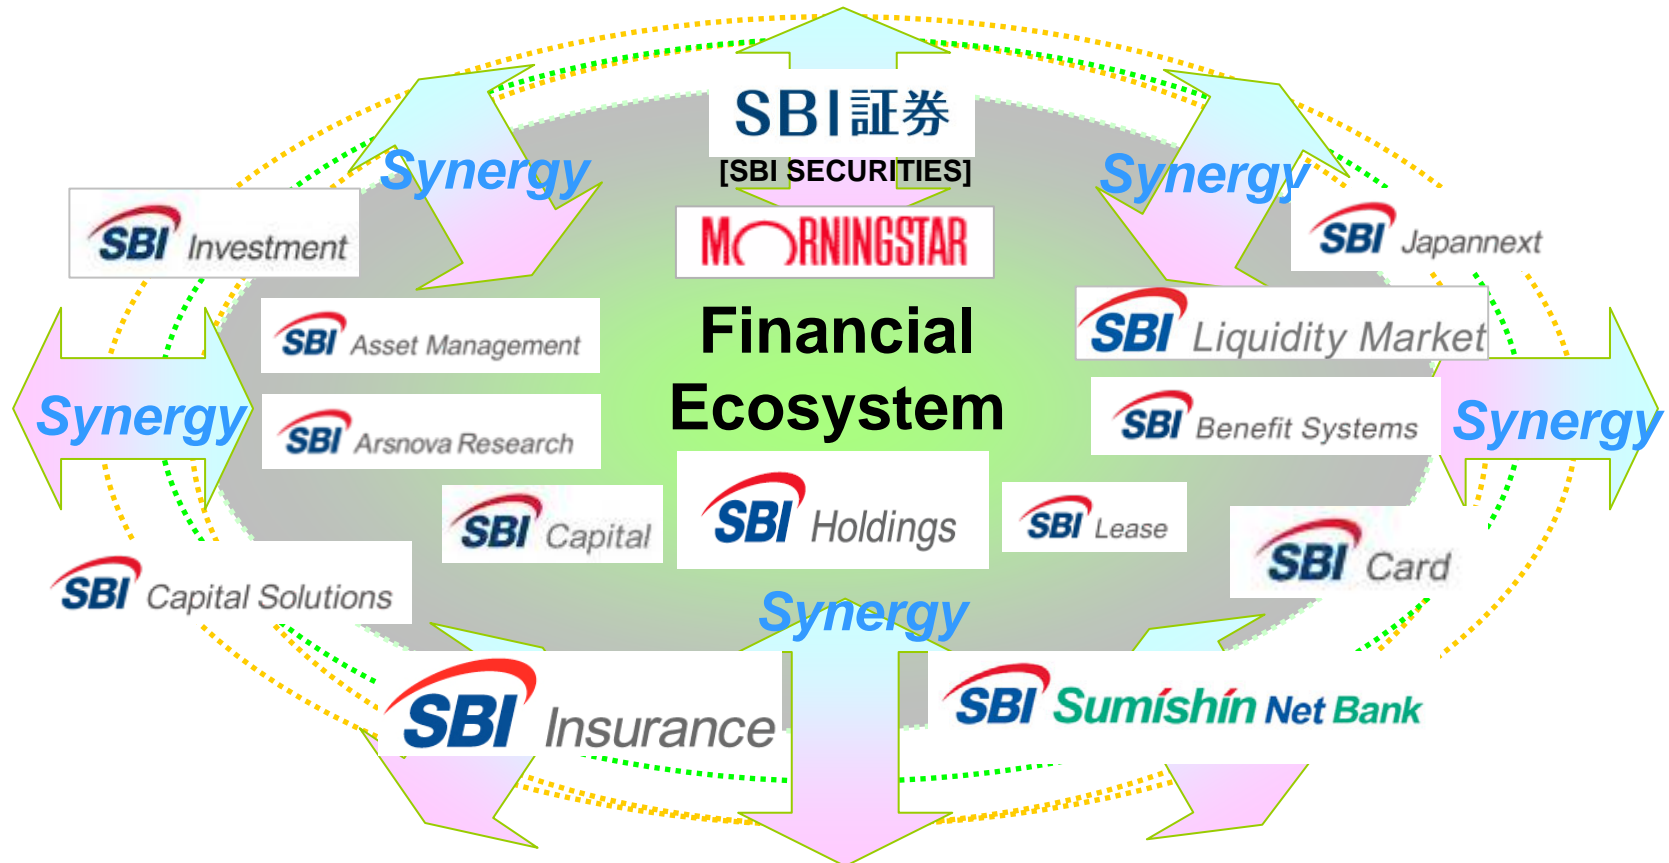 SBI証券
[SBI SECURITIES]
Synergy
Synergy
SBI Investment
MORNINGSTAR
SBI Japannext
SBI Asset Management
Financial
Ecosystem
SBI Liquidity Market
Synergy
SBI Arsnova Research
SBI Benefit Systems
Synergy
SBI Capital
SBI Holdings
SBI Lease
SBI Card
SBI Capital Solutions
Synergy
SBI Insurance
SBI Sumishin Net Bank